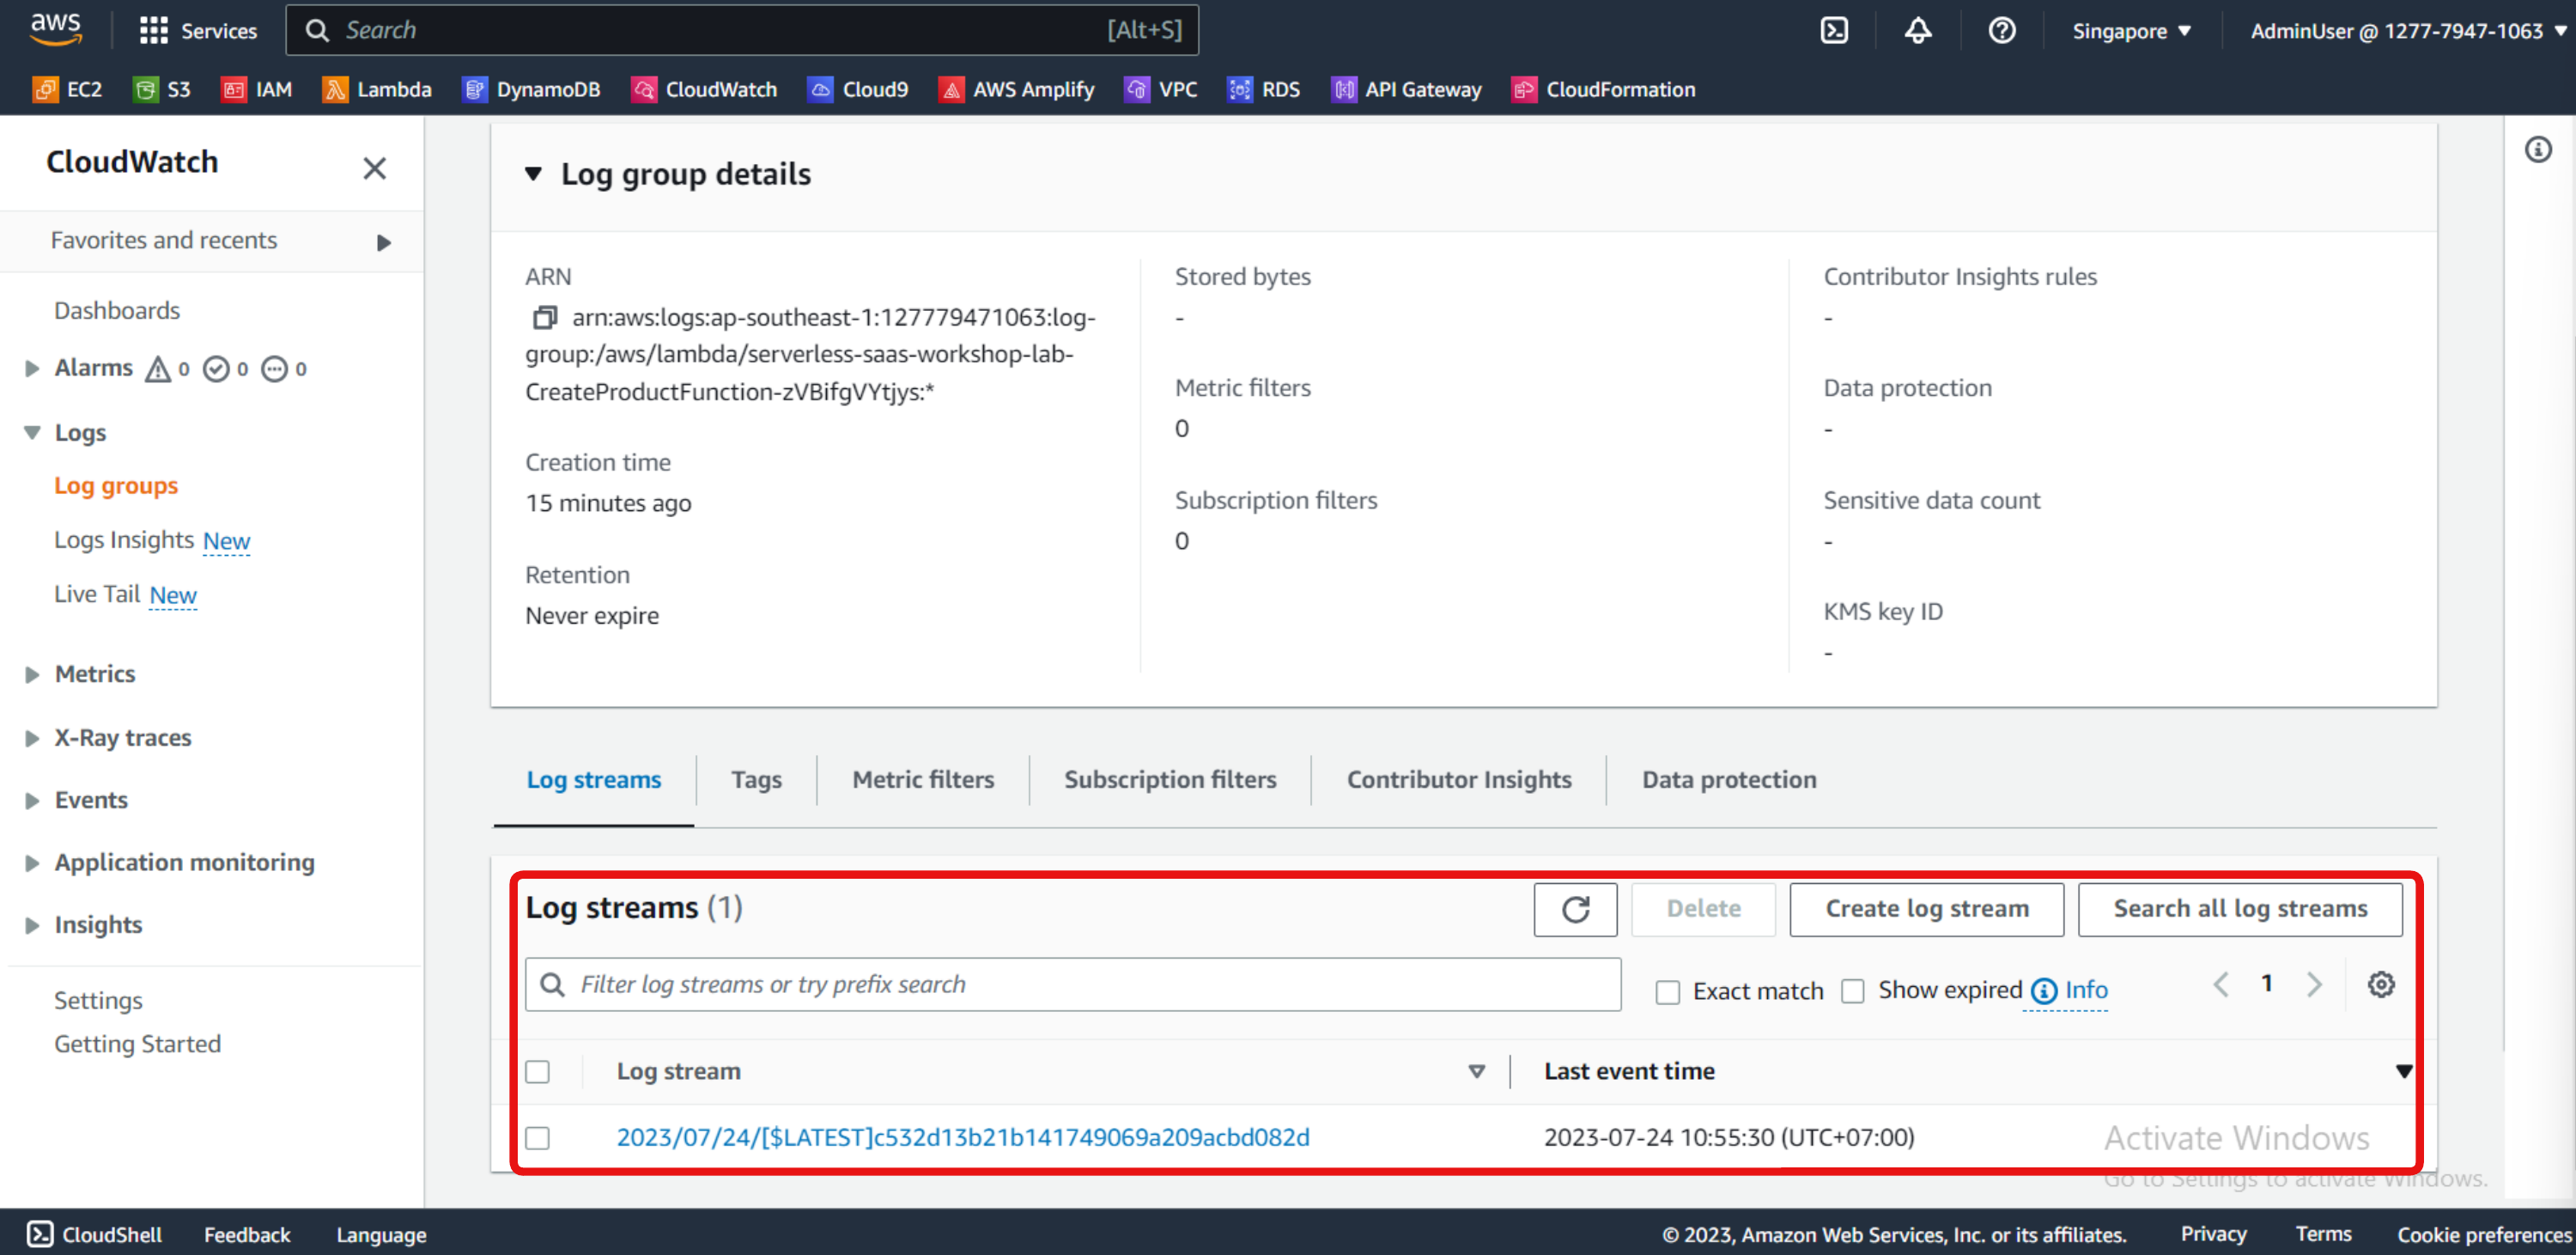 aws
Services
Search [Alt+S]
Singapore
AdminUser @ 1277-7947-1063
EC2 S3 IAM Lambda DynamoDB CloudWatch Cloud9 AWS Amplify VPC RDS API Gateway CloudFormation
CloudWatch
Favorites and recents
Dashboards
Alarms 0 0 0
Logs
Log groups
Logs Insights New
Live Tail New
Metrics
X-Ray traces
Events
Application monitoring
Insights
Settings
Getting Started
Log group details
ARN
arn:aws:logs:ap-southeast-1:127779471063:log-
group:/aws/lambda/serverless-saas-workshop-lab-
CreateProductFunction-zVBifgVYtjys:*
Creation time
15 minutes ago
Retention
Never expire
Stored bytes
-
Metric filters
0
Subscription filters
0
Contributor Insights rules
-
Data protection
-
Sensitive data count
-
KMS key ID
-
Log streams Tags Metric filters Subscription filters Contributor Insights Data protection
Log streams (1)
Delete Create log stream Search all log streams
Filter log streams or try prefix search
Exact match Show expired Info
1
Log stream Last event time
2023/07/24/[$LATEST]c532d13b21b141749069a209acbd082d 2023-07-24 10:55:30 (UTC+07:00)
Activate Windows
Go to Settings to activate Windows.
CloudShell Feedback Language
© 2023, Amazon Web Services, Inc. or its affiliates. Privacy Terms Cookie preferences